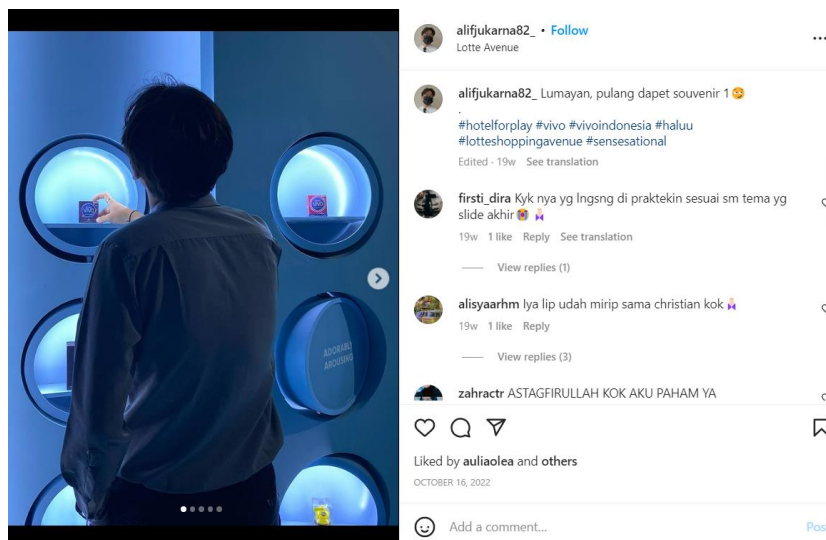 alifjukarna82_ • Follow
Lotte Avenue
alifjukarna82_ Lumayan, pulang dapet souvenir 1
.
#hotelforplay #vivo #vivoindonesia #haluu
#lotteshoppingavenue #sensesational
Edited · 19w See translation
firsti_dira Kyk nya yg lngsng di praktekin sesuai sm tema yg
slide akhir
19w 1 like Reply See translation
View replies (1)
alisyaarhm Iya lip udah mirip sama christian kok
19w 1 like Reply
View replies (3)
zahractr ASTAGFIRULLAH KOK AKU PAHAM YA
Liked by auliaolea and others
OCTOBER 16, 2022
Add a comment...
Pos
ADORABLY
AROUSING